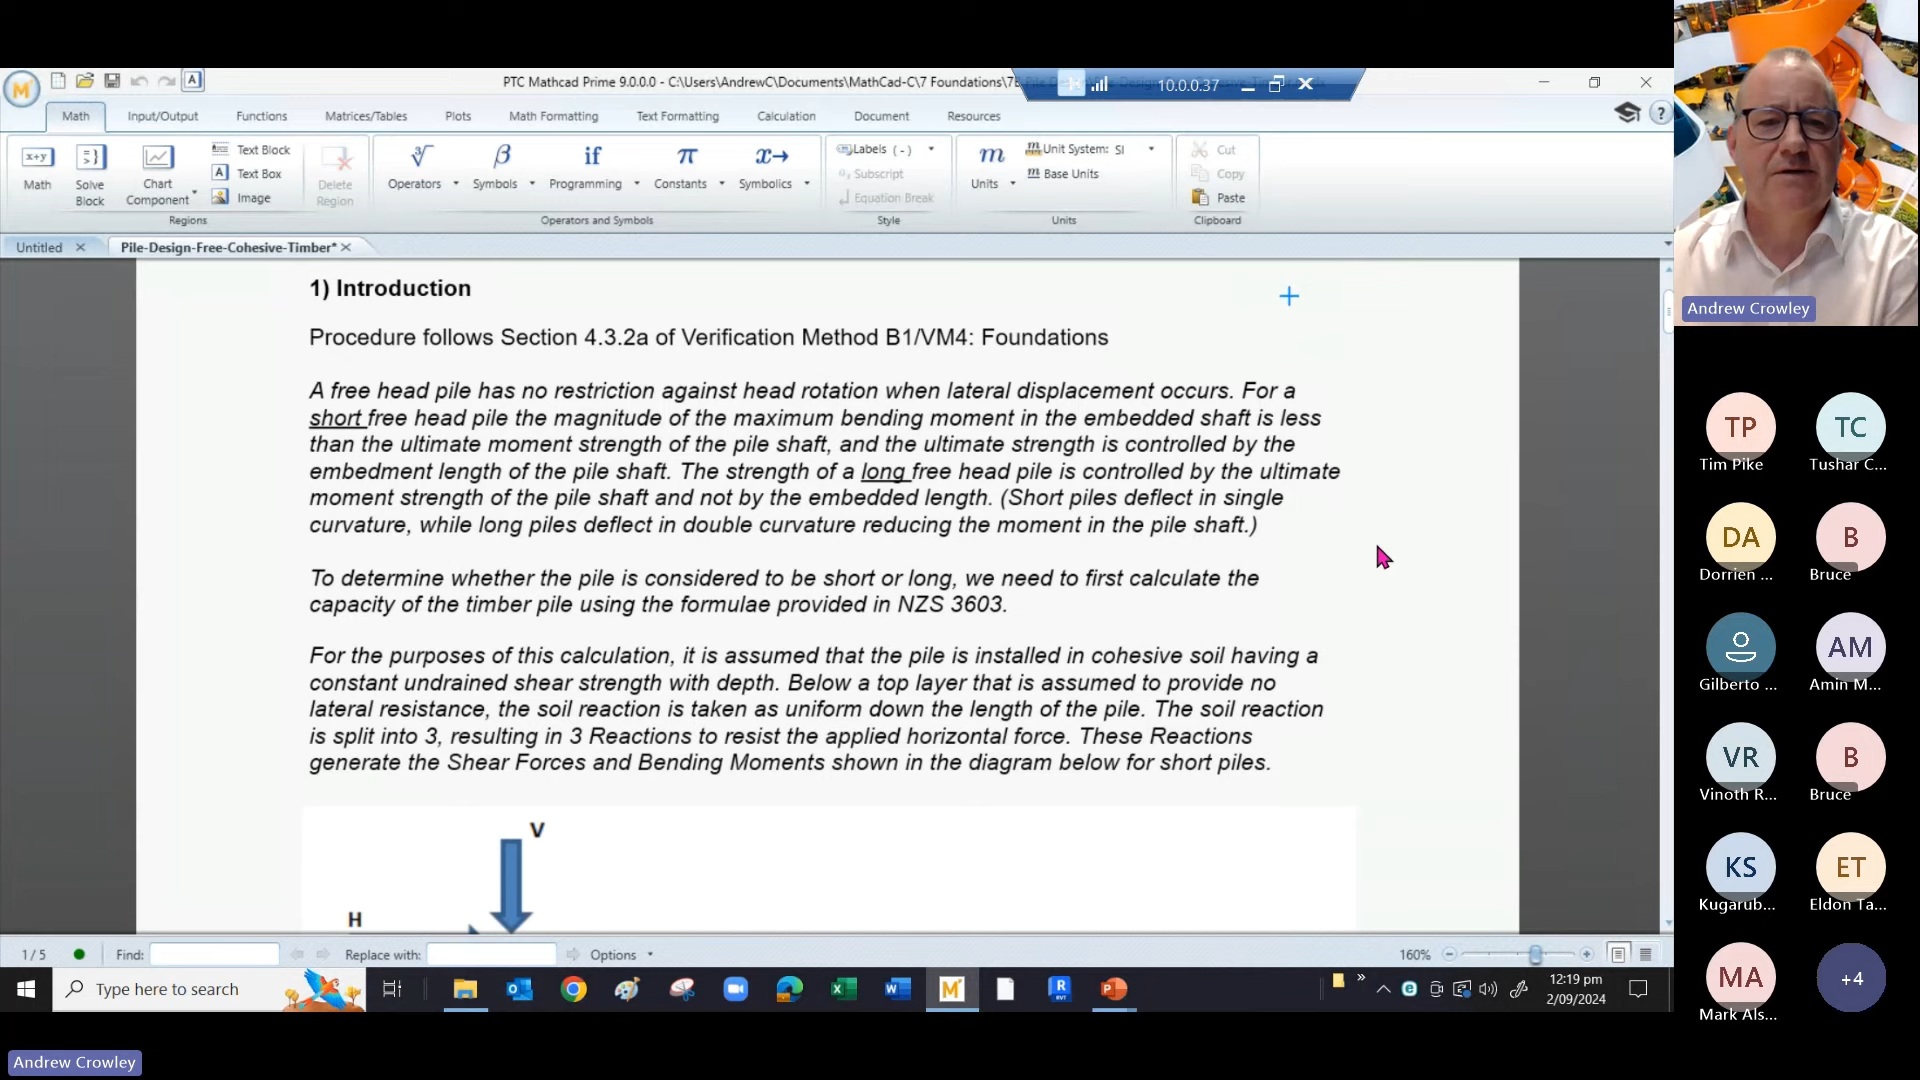 PTC Mathcad Prime 9.0.0.0 - C:\Users\AndrewC\Documents\MathCad-C\7 Foundations\7
10.0.0.37
Math
Input/Output
Functions
Matrices/Tables
Plots
Math Formatting
Text Formatting
Calculation
Document
Resources
Math
Solve Block
Chart Component
Text Block
Text Box
Image
Delete Region
Regions
Operators
Symbols
Programming
Constants
Symbolics
Operators and Symbols
Labels ( - )
Subscript
Equation Break
Style
Units
Unit System: SI
Base Units
Units
Cut
Copy
Paste
Clipboard
Untitled
Pile-Design-Free-Cohesive-Timber*
1) Introduction
Procedure follows Section 4.3.2a of Verification Method B1/VM4: Foundations
A free head pile has no restriction against head rotation when lateral displacement occurs. For a
short free head pile the magnitude of the maximum bending moment in the embedded shaft is less
than the ultimate moment strength of the pile shaft, and the ultimate strength is controlled by the
embedment length of the pile shaft. The strength of a long free head pile is controlled by the ultimate
moment strength of the pile shaft and not by the embedded length. (Short piles deflect in single
curvature, while long piles deflect in double curvature reducing the moment in the pile shaft.)
To determine whether the pile is considered to be short or long, we need to first calculate the
capacity of the timber pile using the formulae provided in NZS 3603.
For the purposes of this calculation, it is assumed that the pile is installed in cohesive soil having a
constant undrained shear strength with depth. Below a top layer that is assumed to provide no
lateral resistance, the soil reaction is taken as uniform down the length of the pile. The soil reaction
is split into 3, resulting in 3 Reactions to resist the applied horizontal force. These Reactions
generate the Shear Forces and Bending Moments shown in the diagram below for short piles.
V
H
1 / 5
Find:
Replace with:
Options
160%
Type here to search
12:19 pm
2/09/2024
Andrew Crowley
Andrew Crowley
TP
Tim Pike
TC
Tushar C...
DA
Dorrien ...
B
Bruce
Gilberto ...
AM
Amin M...
VR
Vinoth R...
B
Bruce
KS
Kugarub...
ET
Eldon Ta...
MA
Mark Als...
+4